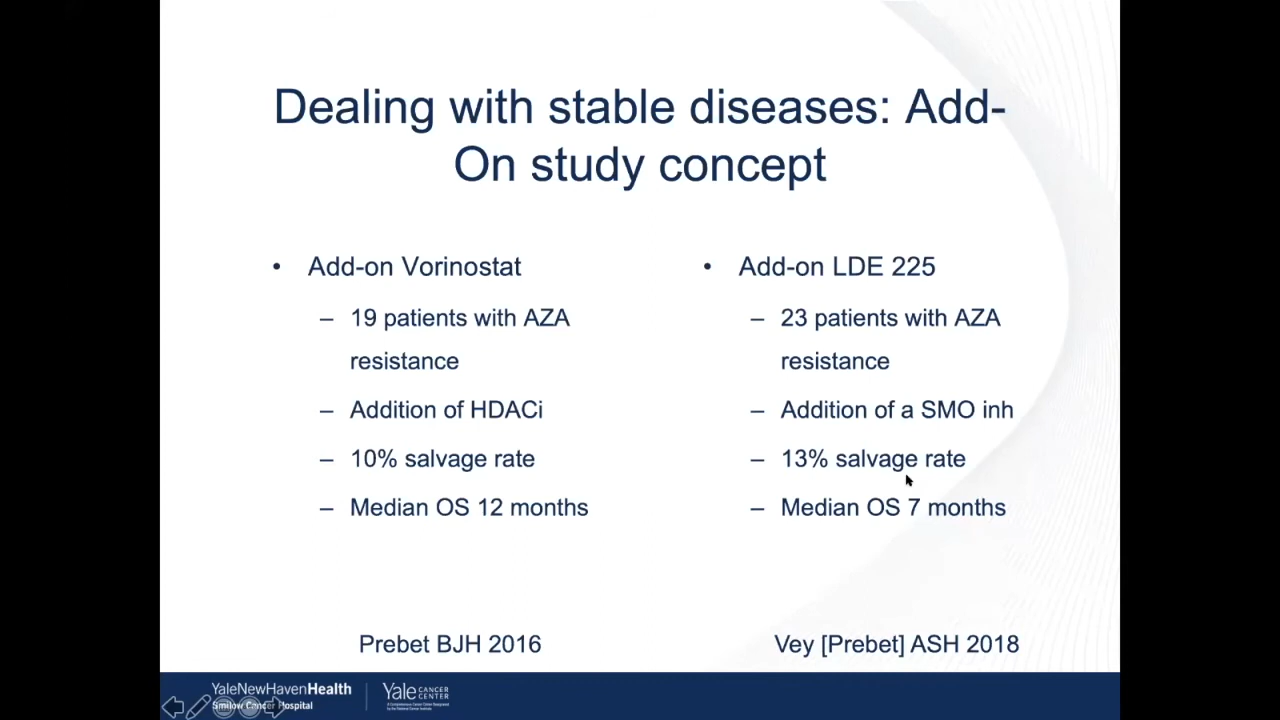 Dealing with stable diseases: Add-
On study concept
• Add-on Vorinostat
– 19 patients with AZA
resistance
– Addition of HDACi
– 10% salvage rate
– Median OS 12 months
Prebet BJH 2016
• Add-on LDE 225
– 23 patients with AZA
resistance
– Addition of a SMO inh
– 13% salvage rate
– Median OS 7 months
Vey [Prebet] ASH 2018
YaleNewHavenHealth
Smilow Cancer Hospital
Yale CANCER
CENTER